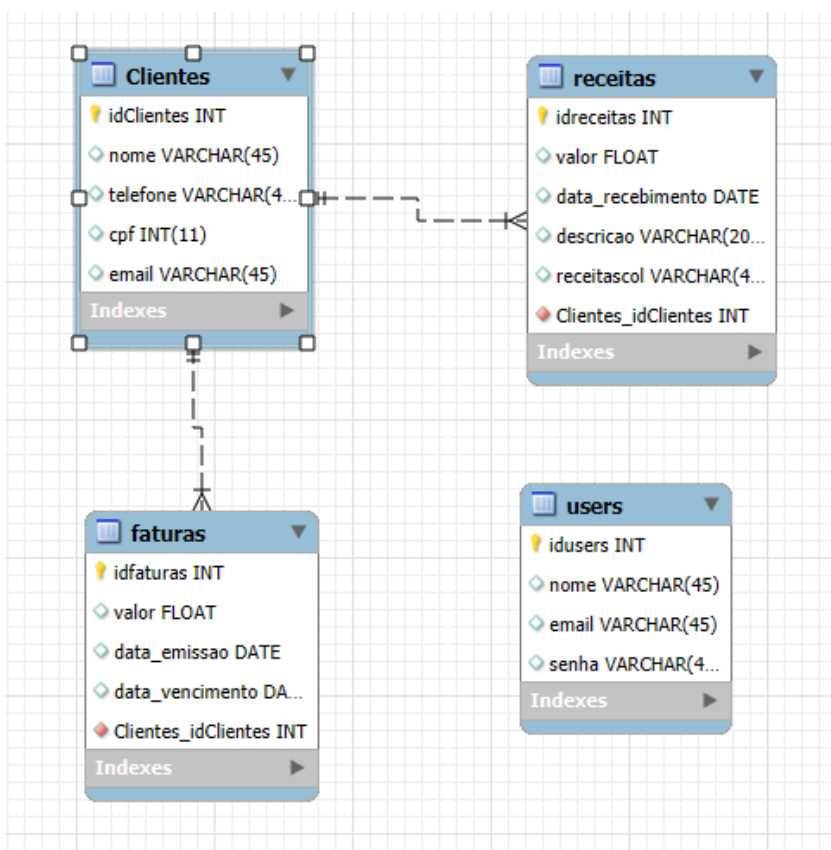 Clientes
idClientes INT
nome VARCHAR(45)
telefone VARCHAR(4...
cpf INT(11)
email VARCHAR(45)
Indexes
receitas
idreceitas INT
valor FLOAT
data_recebimento DATE
descricao VARCHAR(20...
receitascol VARCHAR(4...
Clientes_idClientes INT
Indexes
faturas
idfaturas INT
valor FLOAT
data_emissao DATE
data_vencimento DA...
Clientes_idClientes INT
Indexes
users
idusers INT
nome VARCHAR(45)
email VARCHAR(45)
senha VARCHAR(4...
Indexes